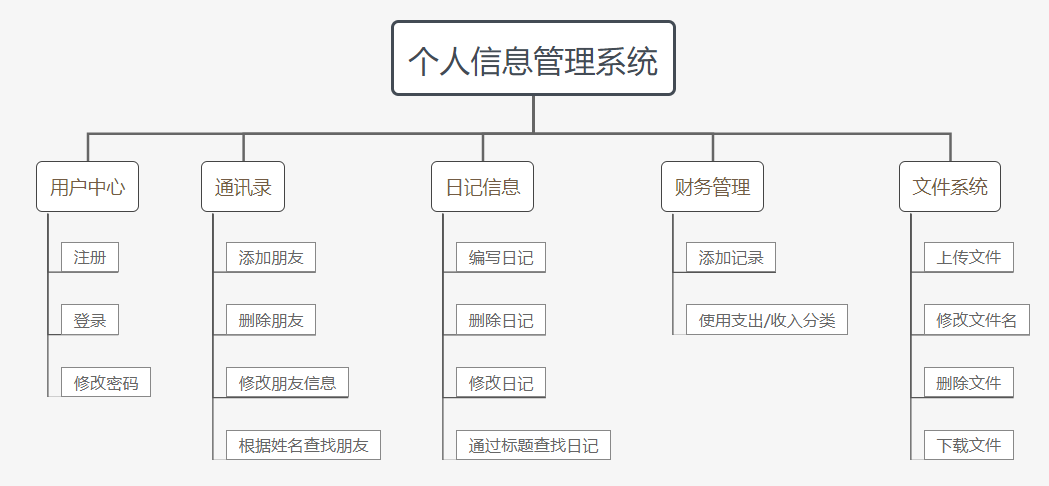 个人信息管理系统
用户中心
通讯录
日记信息
财务管理
文件系统
注册
添加朋友
编写日记
添加记录
上传文件
登录
删除朋友
删除日记
使用支出/收入分类
修改文件名
修改密码
修改朋友信息
修改日记
删除文件
根据姓名查找朋友
通过标题查找日记
下载文件